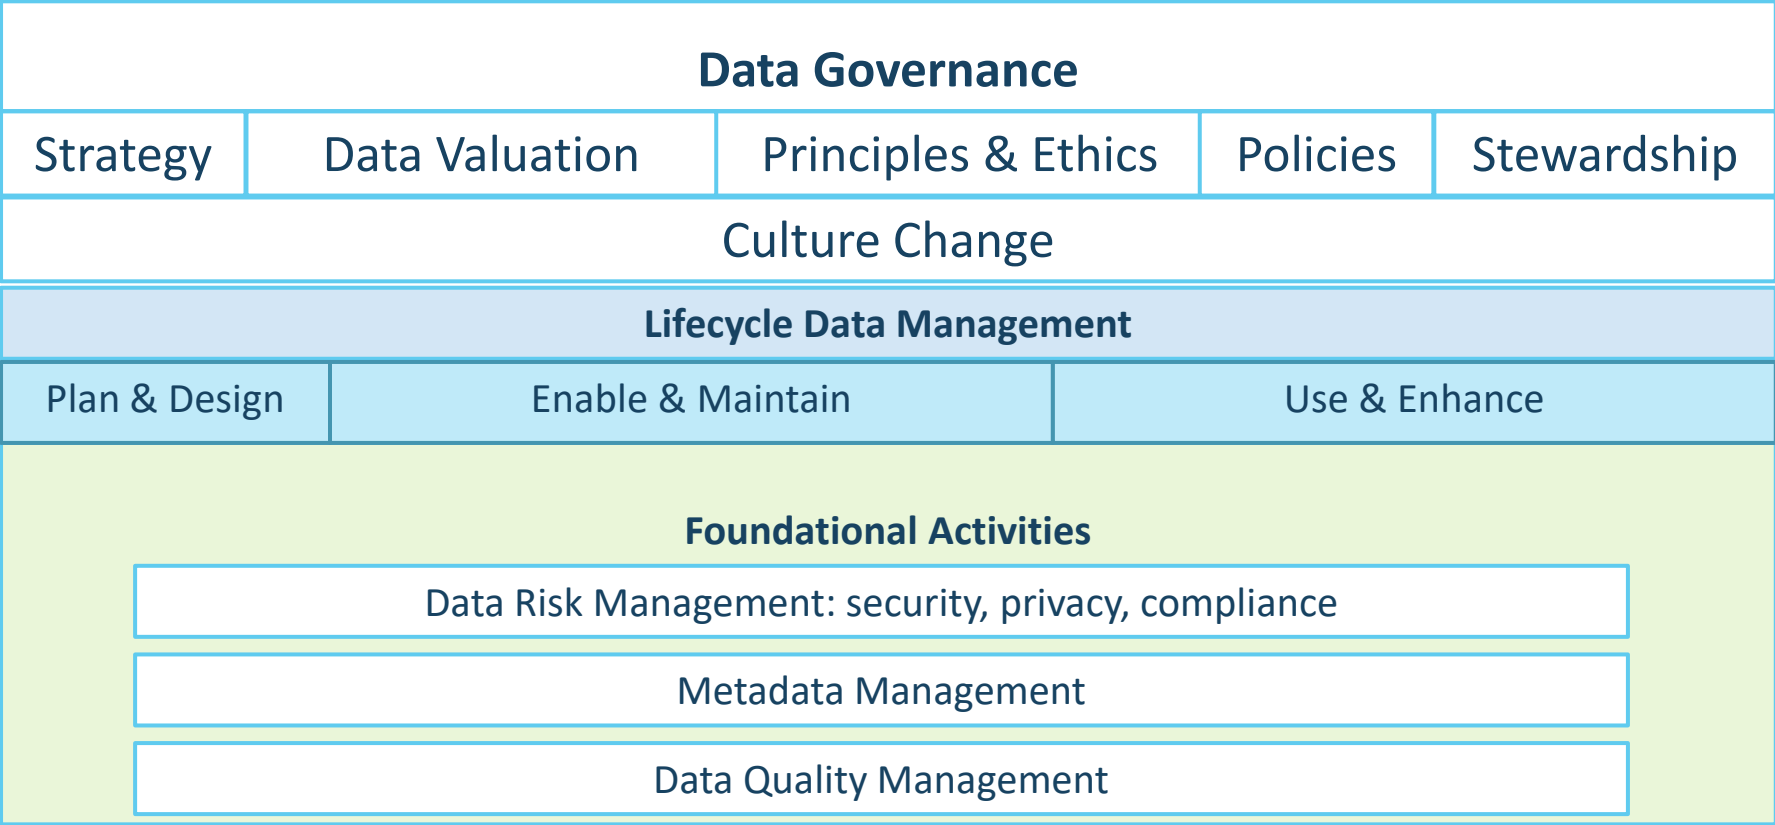 Data Governance
Strategy
Data Valuation
Principles & Ethics
Policies
Stewardship
Culture Change
Lifecycle Data Management
Plan & Design
Enable & Maintain
Use & Enhance
Foundational Activities
Data Risk Management: security, privacy, compliance
Metadata Management
Data Quality Management